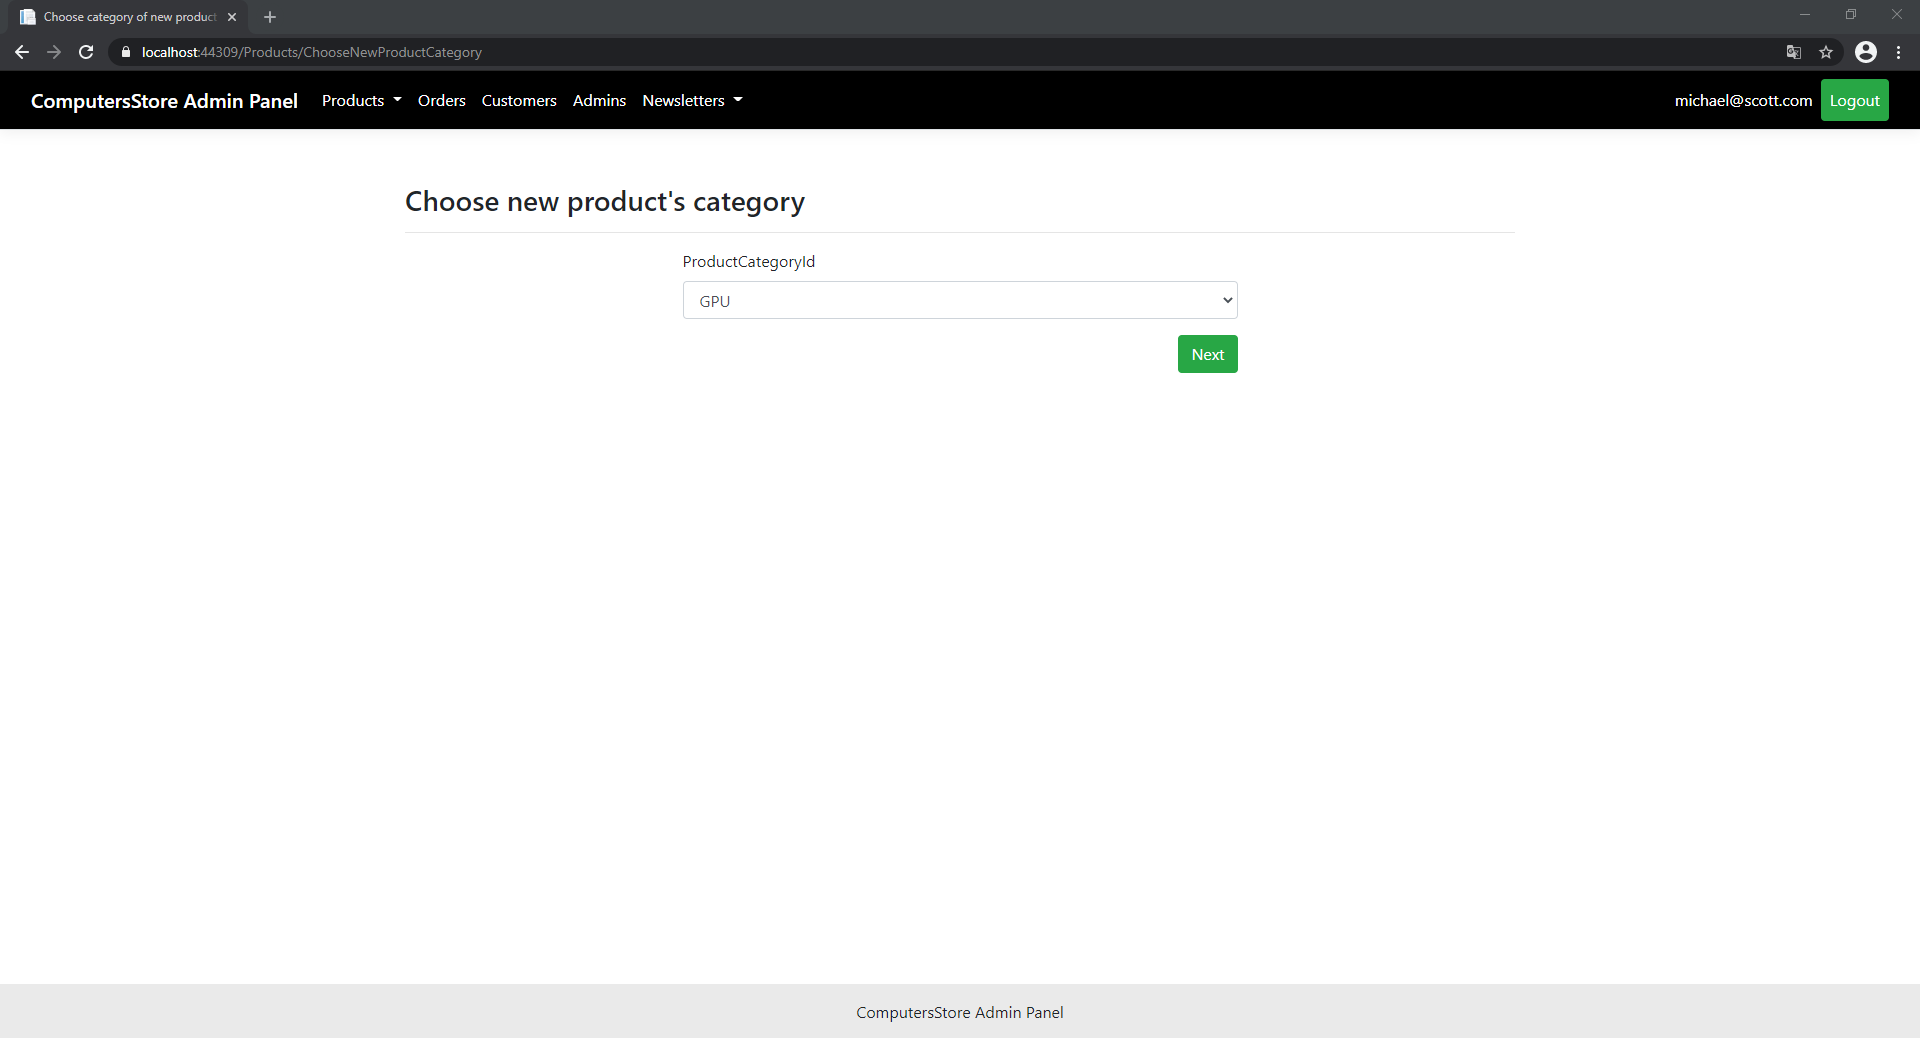 Choose category of new product
localhost:44309/Products/ChooseNewProductCategory
ComputersStore Admin Panel Products Orders Customers Admins Newsletters michael@scott.com Logout
Choose new product's category
ProductCategoryId
GPU
Next
ComputersStore Admin Panel